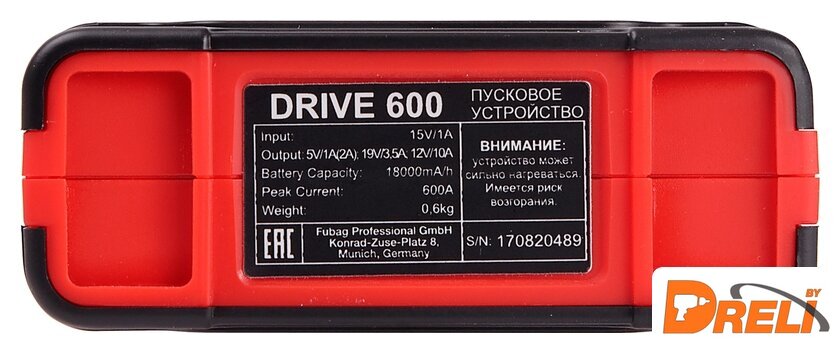 DRIVE 600
ПУСКОВОЕ
УСТРОЙСТВО
Input: 15V/1A
Output: 5V/1A(2A); 19V/3,5A; 12V/10A
Battery Capacity: 18000mA/h
Peak Current: 600A
Weight: 0,6kg
ВНИМАНИЕ:
устройство может
сильно нагреваться.
Имеется риск
возгорания.
EAC
Fubag Professional GmbH
Konrad-Zuse-Platz 8,
Munich, Germany
S/N: 170820489
DRELI BY